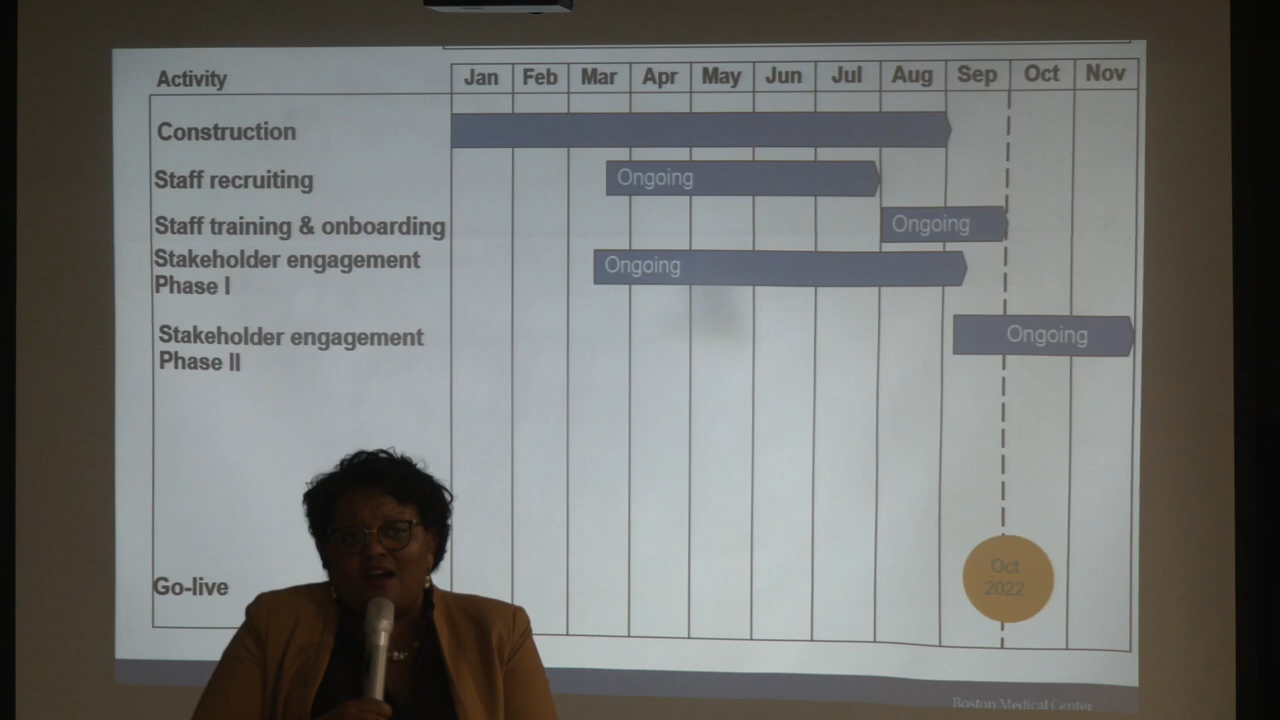 Activity Jan Feb Mar Apr May Jun Jul Aug Sep Oct Nov
Construction
Staff recruiting Ongoing
Staff training & onboarding Ongoing
Stakeholder engagement Ongoing
Phase I
Stakeholder engagement Ongoing
Phase II
Go-live Oct
2022
Boston Medical Center